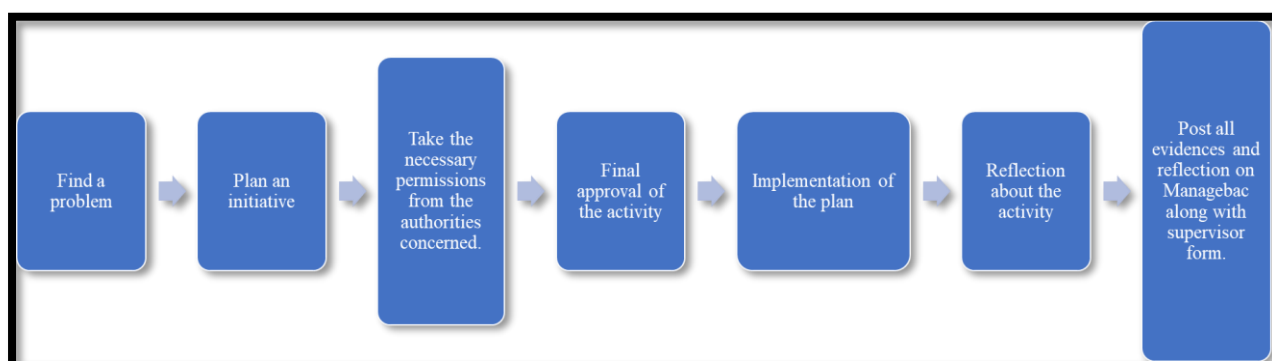 Find a
problem
Plan an
initiative
Take the
necessary
permissions
from the
authorities
concerned.
Final
approval of
the activity
Implementation of
the plan
Reflection
about the
activity
Post all
evidences and
reflection on
Managebac
along with
supervisor
form.